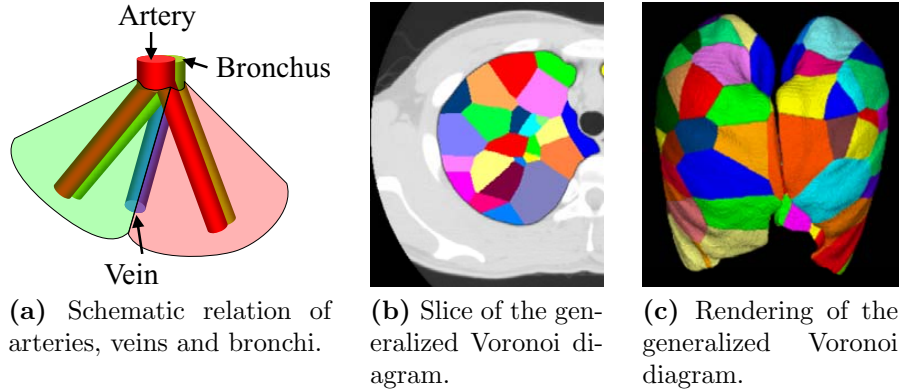 Artery
Bronchus
Vein
(a) Schematic relation of
arteries, veins and bronchi.
(b) Slice of the gen-
eralized Voronoi di-
agram.
(c) Rendering of the
generalized Voronoi
diagram.